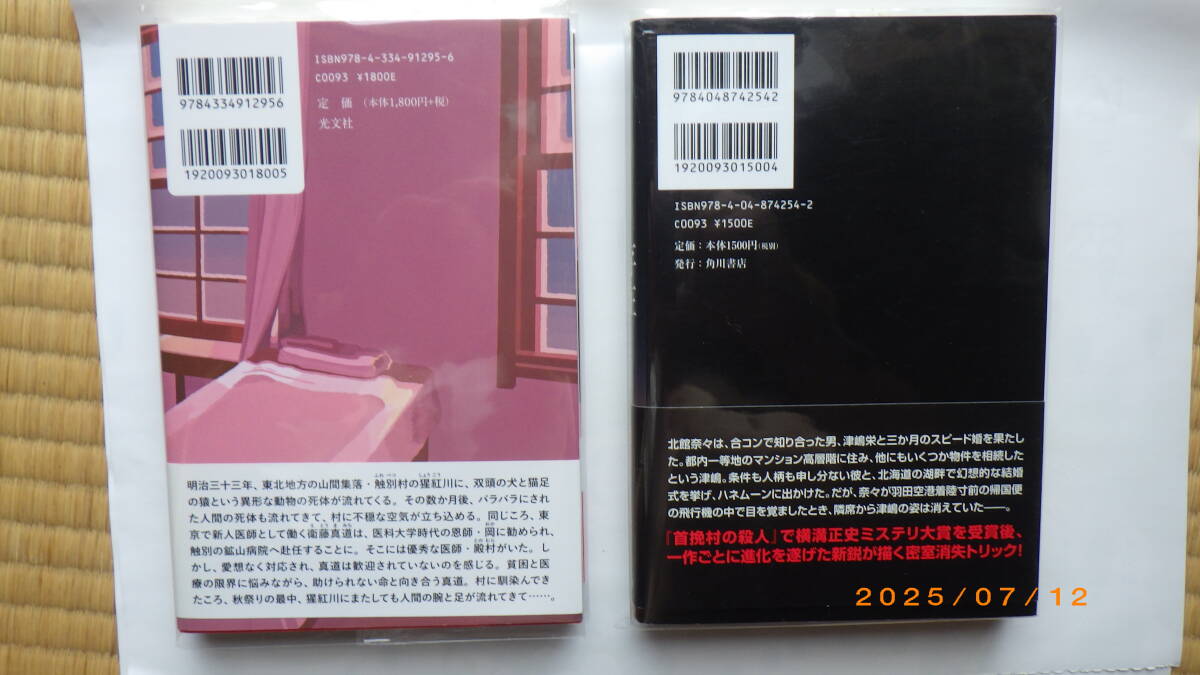 9784334912956
1920093018005
ISBN978-4-334-91295-6
C0093 ¥1800E
定 価 (本体1,800円+税)
光文社
明治三十三年、東北地方の山間集落・触別村の猩紅川に、双頭の犬と猫足
ふれべつ
しょうこう
の猿という異形な動物の死体が流れてくる。その数か月後、バラバラにされ
た人間の死体も流れてきて、村に不穏な空気が立ち込める。同じころ、東
京で新人医師として働く衛藤真道は、医科大学時代の恩師・岡に勧められ、
えとうまみち
おか
触別の鉱山病院へ赴任することに。そこには優秀な医師・殿村がいた。し
とのむら
かし、愛想なく対応され、真道は歓迎されていないのを感じる。貧困と医
療の限界に悩みながら、助けられない命と向き合う真道。村に馴染んでき
たころ、秋祭りの最中、猩紅川にまたしても人間の腕と足が流れてきて……。
9784048742542
1920093015004
ISBN978-4-04-874254-2
C0093 ¥1500E
定価:本体1500円(税別)
発行:角川書店
北館奈々は、合コンで知り合った男、津嶋栄と三か月のスピード婚を果たし
た。都内一等地のマンション高層階に住み、他にもいくつか物件を相続した
という津嶋。条件も人柄も申し分ない彼と、北海道の湖畔で幻想的な結婚
式を挙げ、ハネムーンに出かけた。だが、奈々が羽田空港着陸寸前の帰国便
の飛行機の中で目を覚ましたとき、隣席から津嶋の姿は消えていた――。
『首挽村の殺人』で横溝正史ミステリ大賞を受賞後、
一作ごとに進化を遂げた新鋭が描く密室消失トリック!
2025/07/12